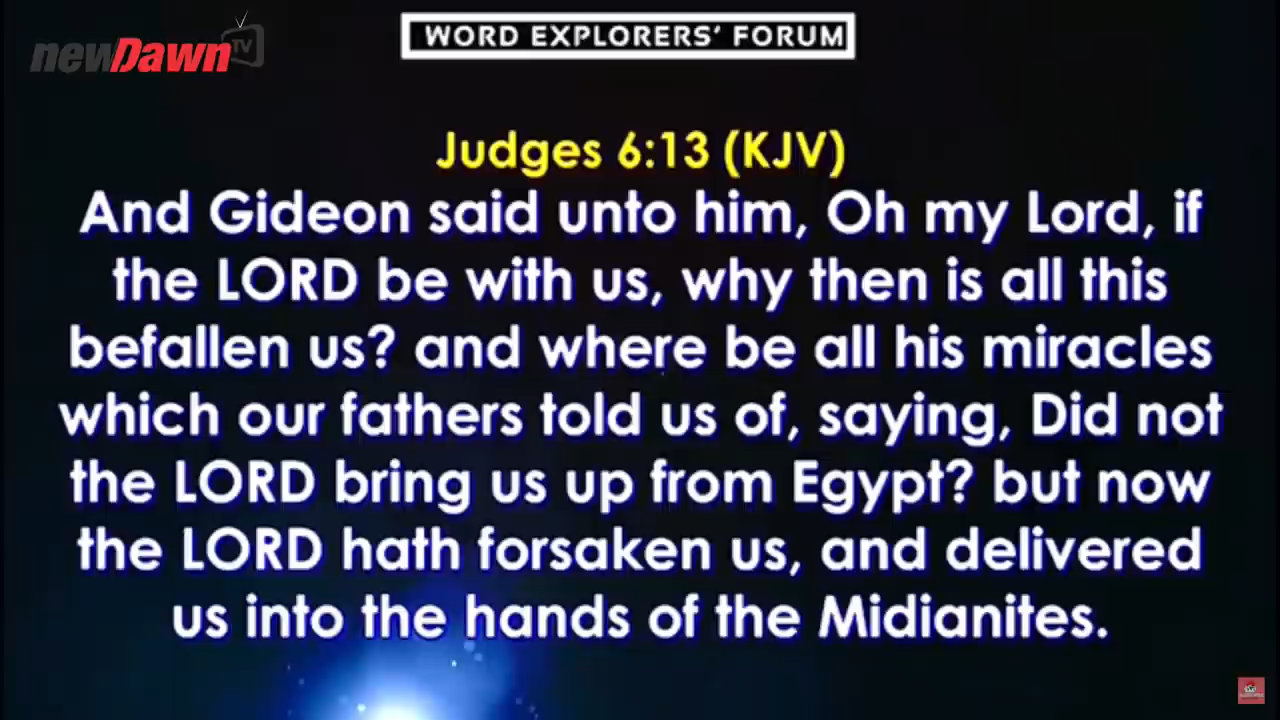 newDawn TV
WORD EXPLORERS' FORUM
Judges 6:13 (KJV)
And Gideon said unto him, Oh my Lord, if
the LORD be with us, why then is all this
befallen us? and where be all his miracles
which our fathers told us of, saying, Did not
the LORD bring us up from Egypt? but now
the LORD hath forsaken us, and delivered
us into the hands of the Midianites.